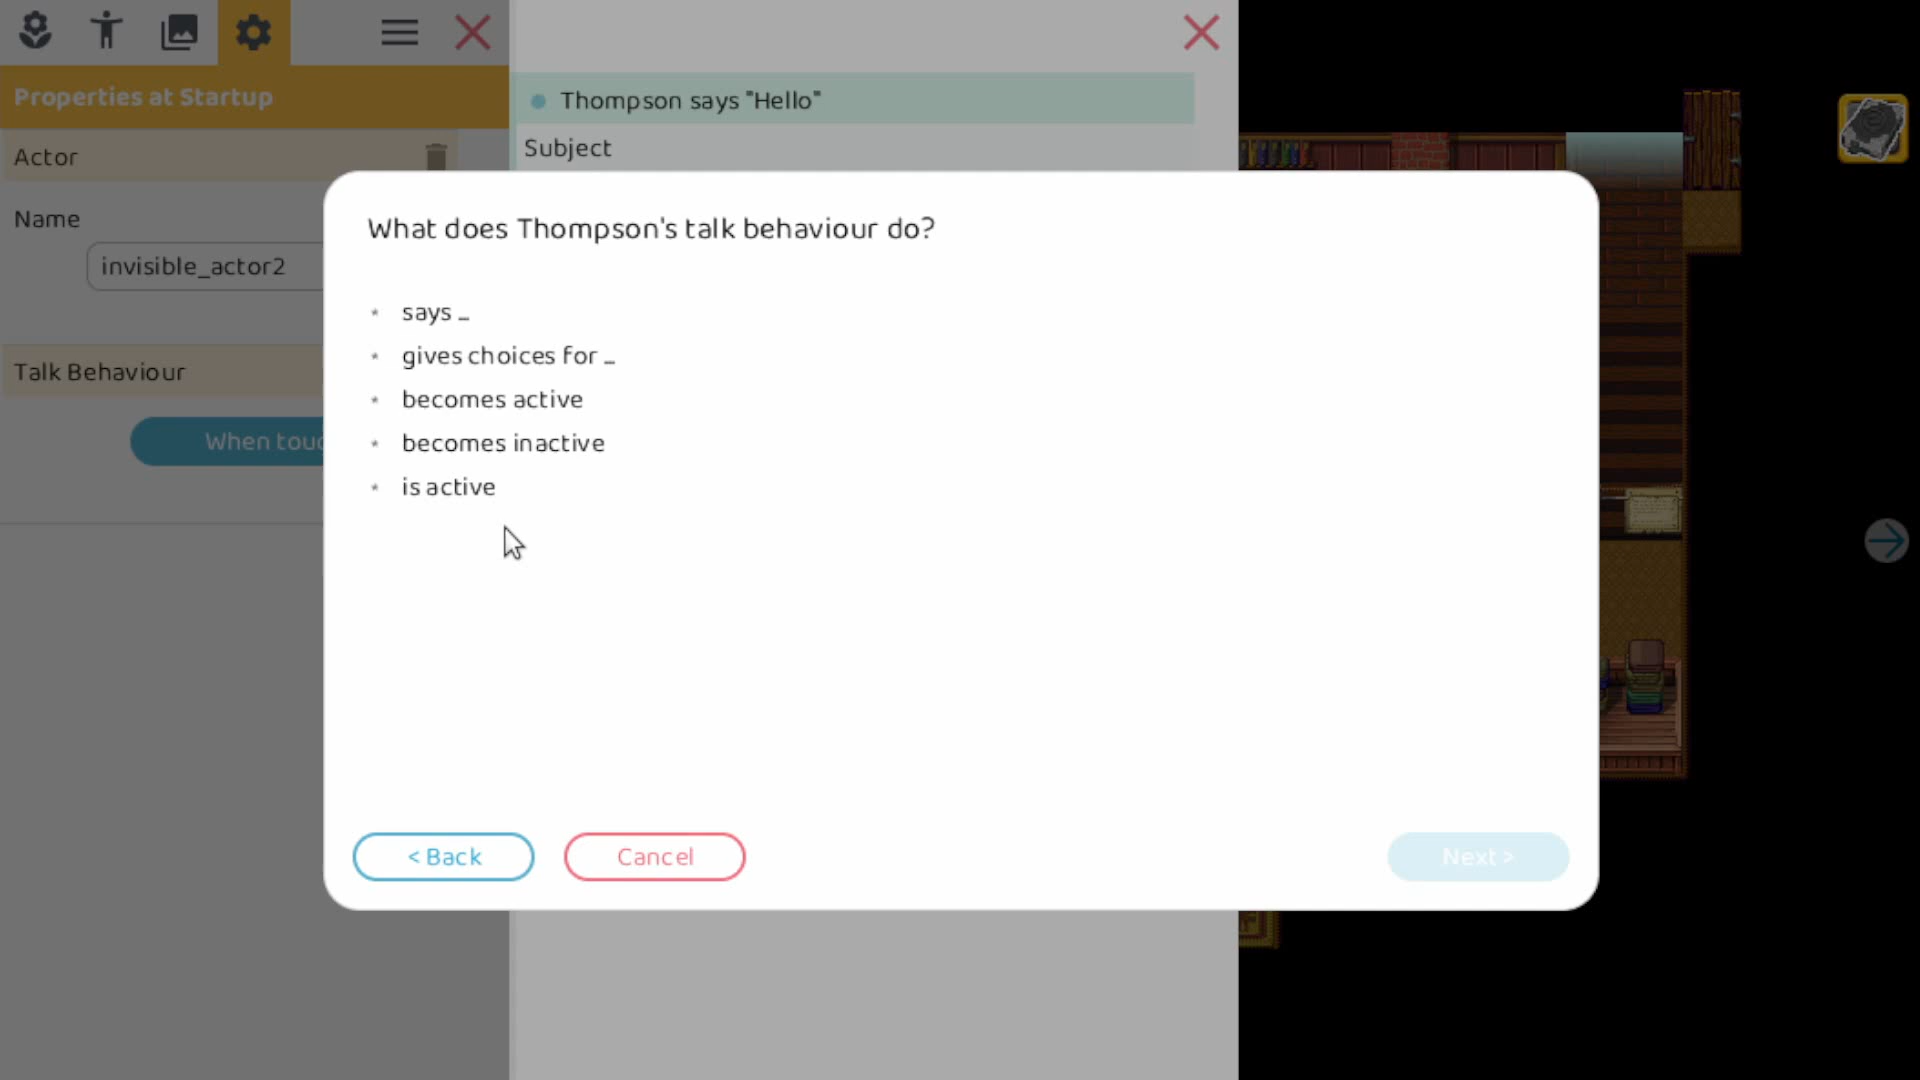 Properties at Startup
Actor
Name
invisible_actor2
Talk Behaviour
When touc
Thompson says "Hello"
Subject
What does Thompson's talk behaviour do?
* says _
* gives choices for _
* becomes active
* becomes inactive
* is active
< Back
Cancel
Next >